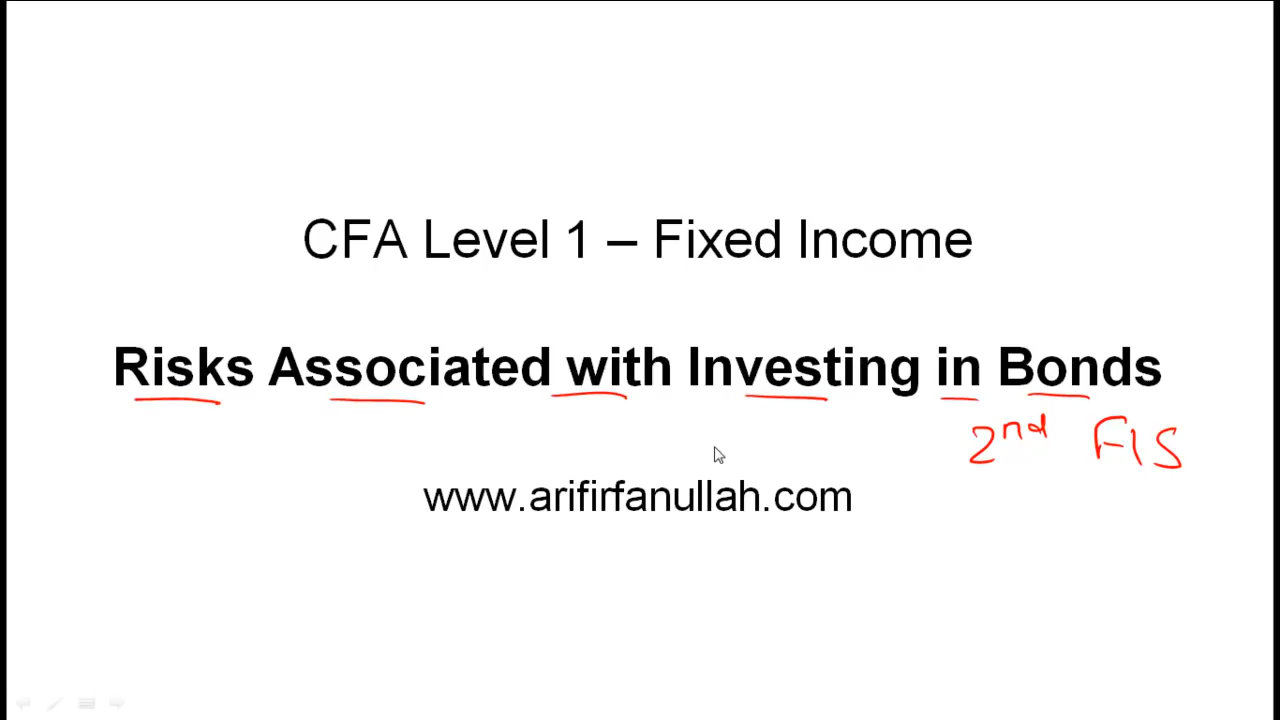 CFA Level 1 – Fixed Income
Risks Associated with Investing in Bonds
2nd FIS
www.arifirfanullah.com